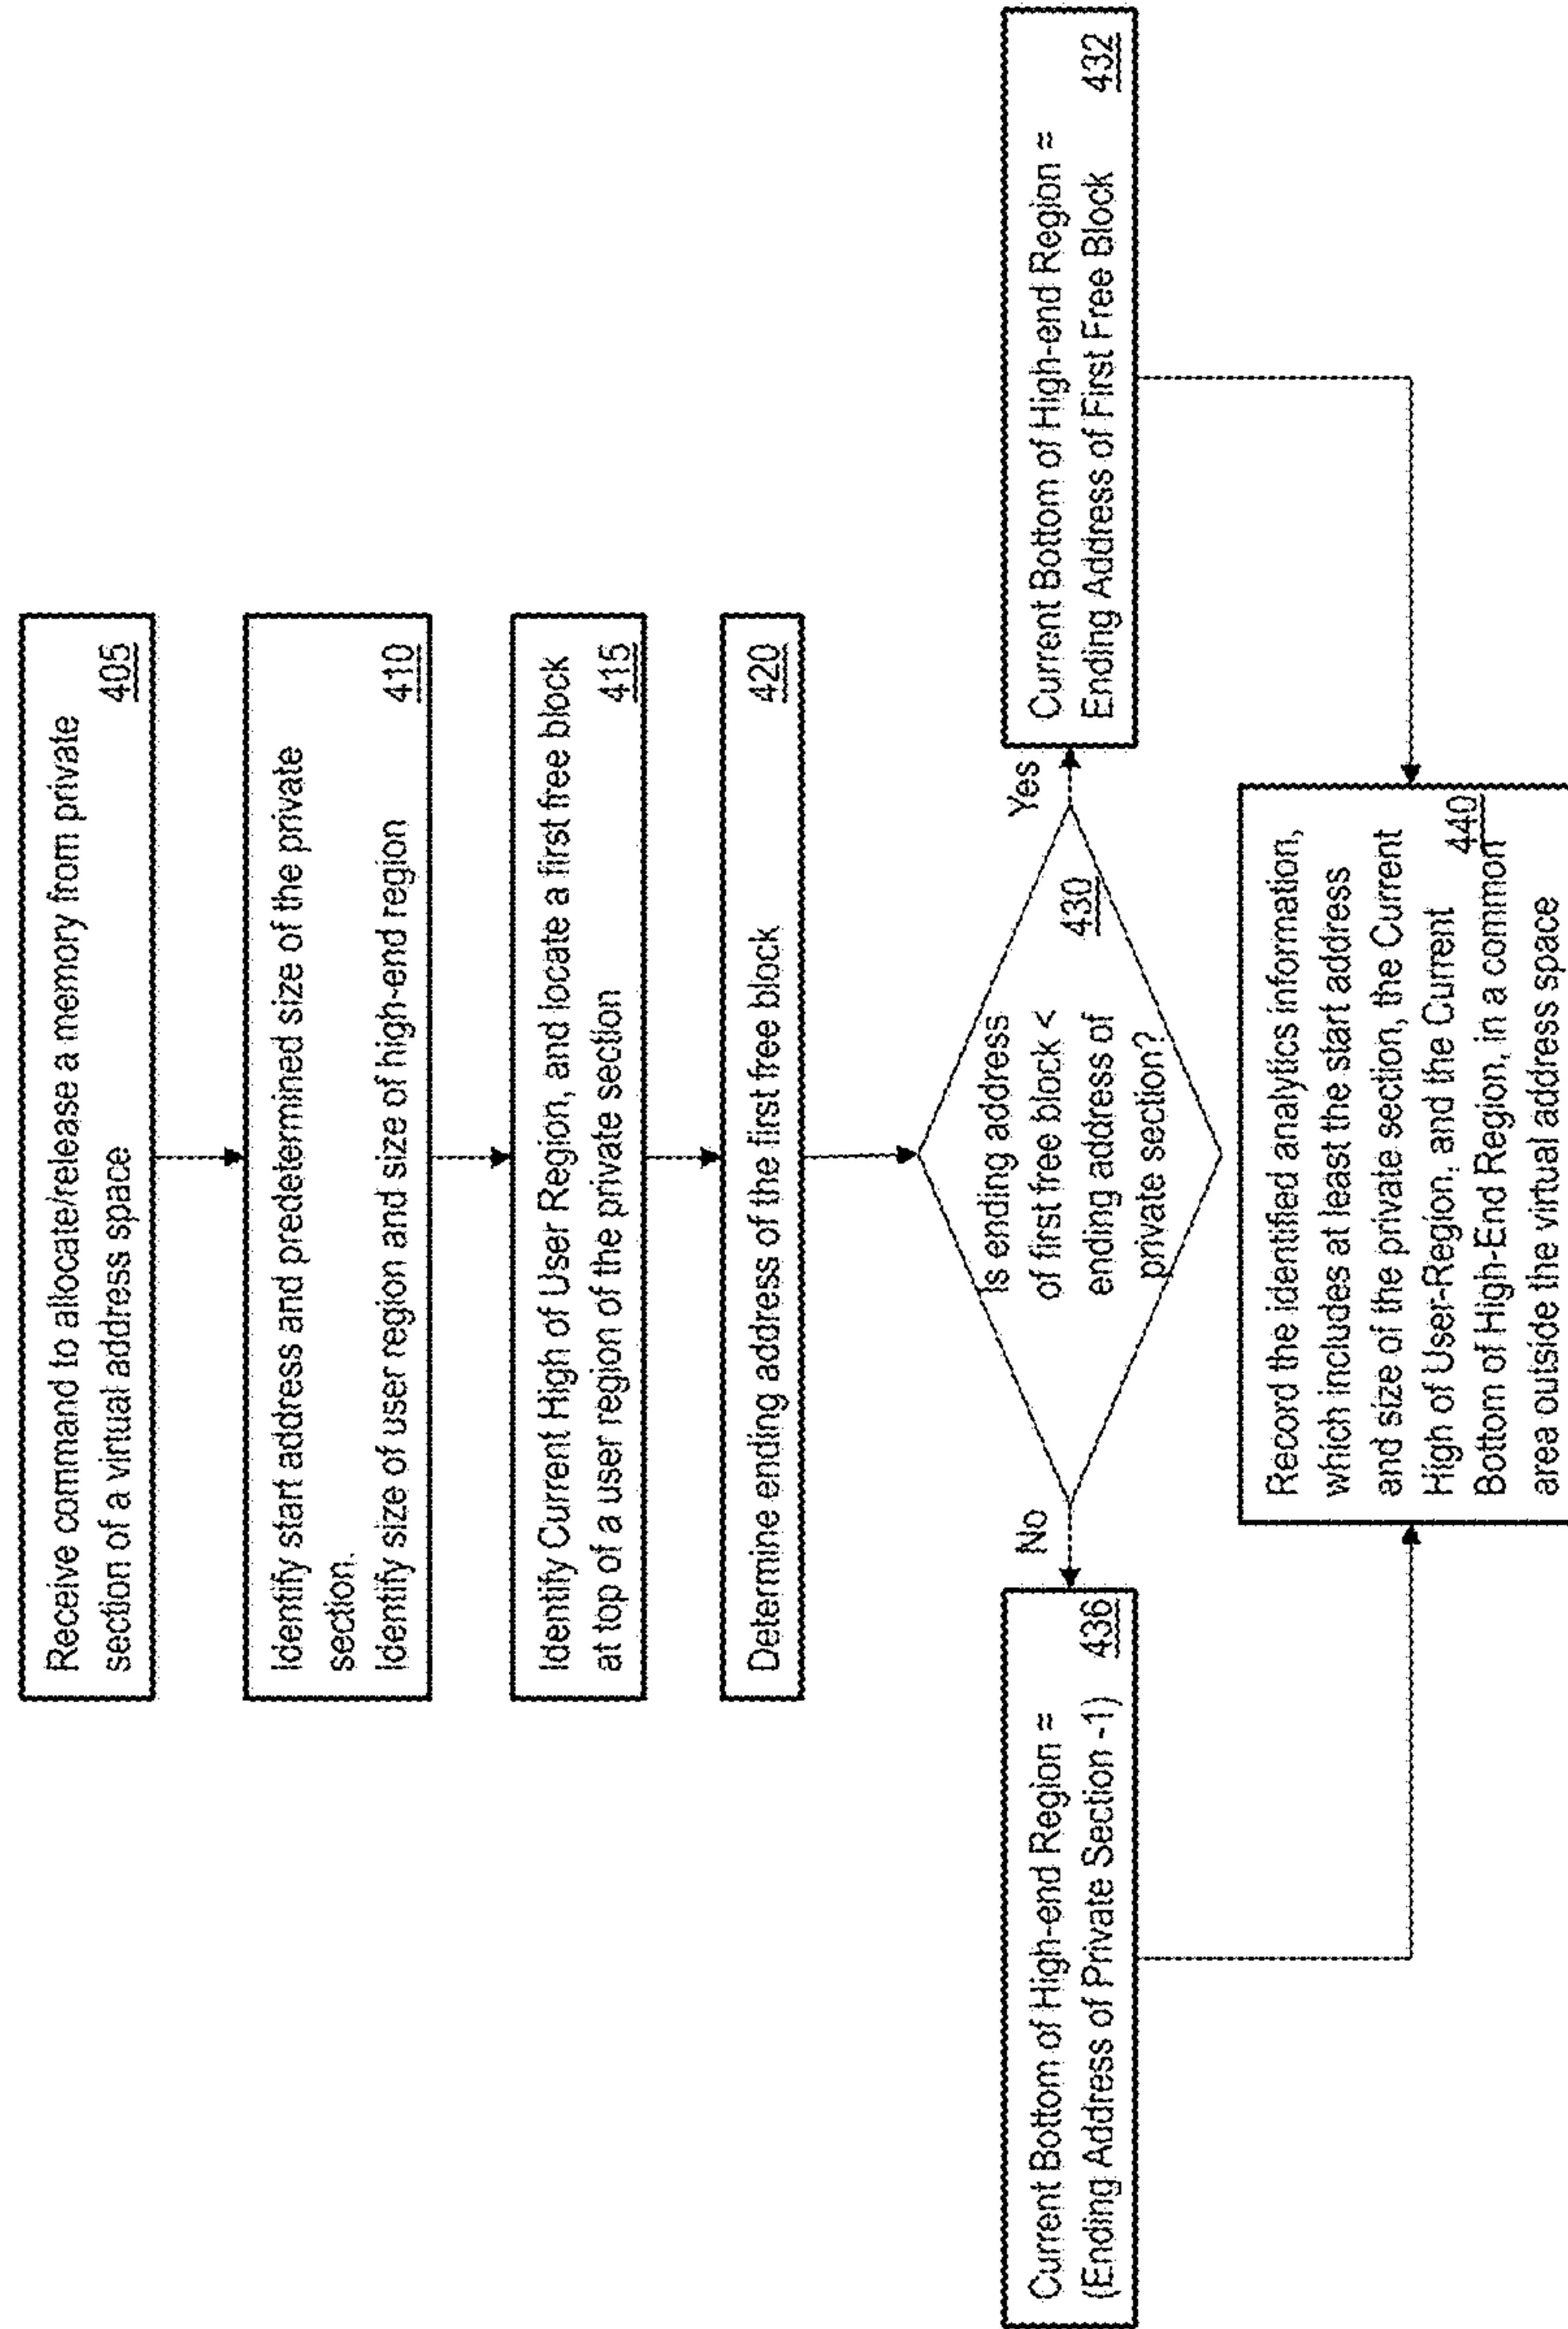 Receive command to allocate/release a memory from private
section of a virtual address space 405
Identify start address and predetermined size of the private
section.
Identify size of user region and size of high-end region 410
Identify Current High of User Region, and locate a first free block
at top of a user region of the private section 415
Determine ending address of the first free block 420
Is ending address
of first free block <
ending address of
private section?
430
No
Yes
Current Bottom of High-end Region =
(Ending Address of Private Section -1) 436
Current Bottom of High-end Region =
Ending Address of First Free Block 432
Record the identified analytics information,
which includes at least the start address
and size of the private section, the Current
High of User-Region, and the Current
440
Bottom of High-End Region, in a common
area outside the virtual address space